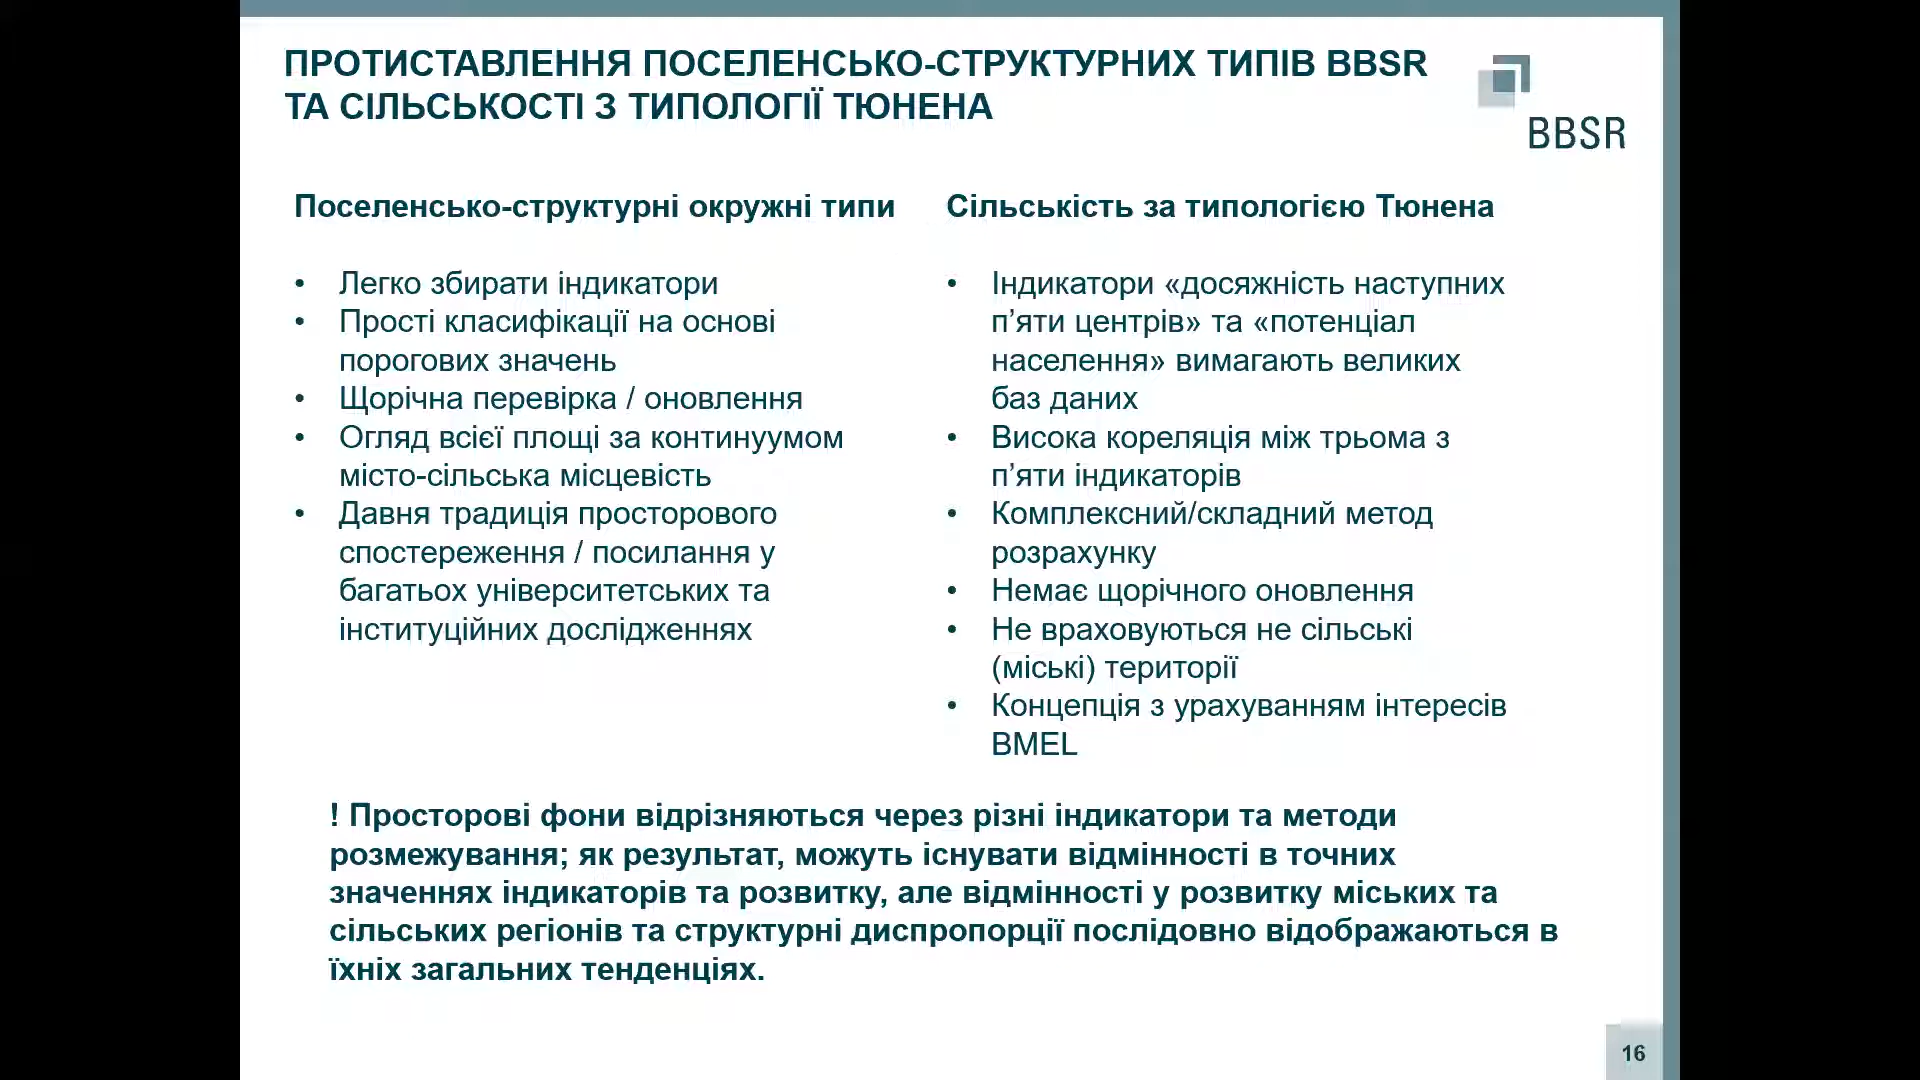 ПРОТИСТАВЛЕННЯ ПОСЕЛЕНСЬКО-СТРУКТУРНИХ ТИПІВ BBSR
ТА СІЛЬСЬКОСТІ З ТИПОЛОГІЇ ТЮНЕНА
BBSR
Поселенсько-структурні окружні типи
• Легко збирати індикатори
• Прості класифікації на основі
порогових значень
• Щорічна перевірка / оновлення
• Огляд всієї площі за континуумом
місто-сільська місцевість
• Давня традиція просторового
спостереження / посилання у
багатьох університетських та
інституційних дослідженнях
Сільськість за типологією Тюнена
• Індикатори «досяжність наступних
п’яти центрів» та «потенціал
населення» вимагають великих
баз даних
• Висока кореляція між трьома з
п’яти індикаторів
• Комплексний/складний метод
розрахунку
• Немає щорічного оновлення
• Не враховуються не сільські
(міські) території
• Концепція з урахуванням інтересів
BMEL
! Просторові фони відрізняються через різні індикатори та методи
розмежування; як результат, можуть існувати відмінності в точних
значеннях індикаторів та розвитку, але відмінності у розвитку міських та
сільських регіонів та структурні диспропорції послідовно відображаються в
їхніх загальних тенденціях.
16